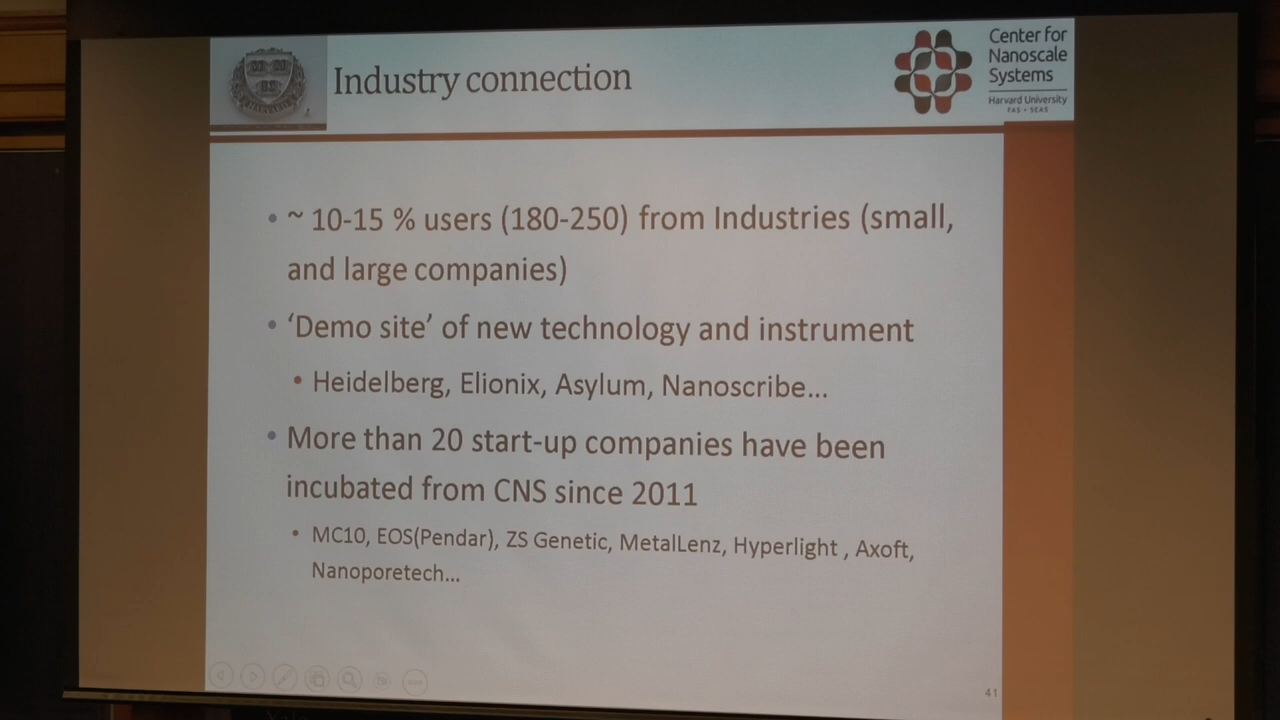 Industry connection
Center for
Nanoscale
Systems
Harvard University
FAS • SEAS
• ~ 10-15 % users (180-250) from Industries (small,
and large companies)
• ‘Demo site’ of new technology and instrument
• Heidelberg, Elionix, Asylum, Nanoscribe...
• More than 20 start-up companies have been
incubated from CNS since 2011
• MC10, EOS(Pendar), ZS Genetic, MetalLenz, Hyperlight , Axoft,
Nanoporetech...
41